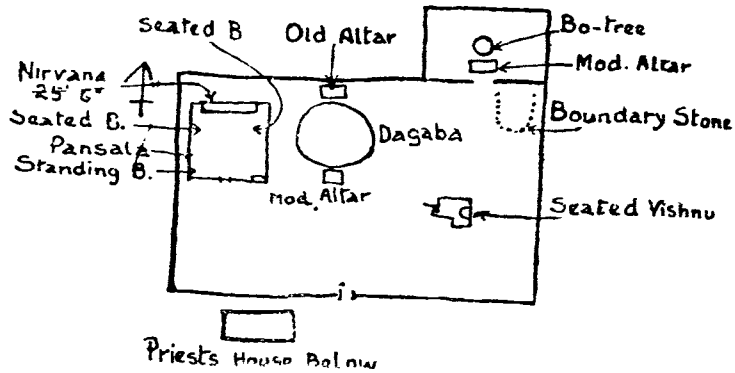 Seated B
Old Altar
Bo-tree
Mod. Altar
Nirvana
25' 6"
Seated B.
Pansala
Standing B.
Dagaba
Boundary Stone
Mod. Altar
Seated Vishnu
Priests House Below